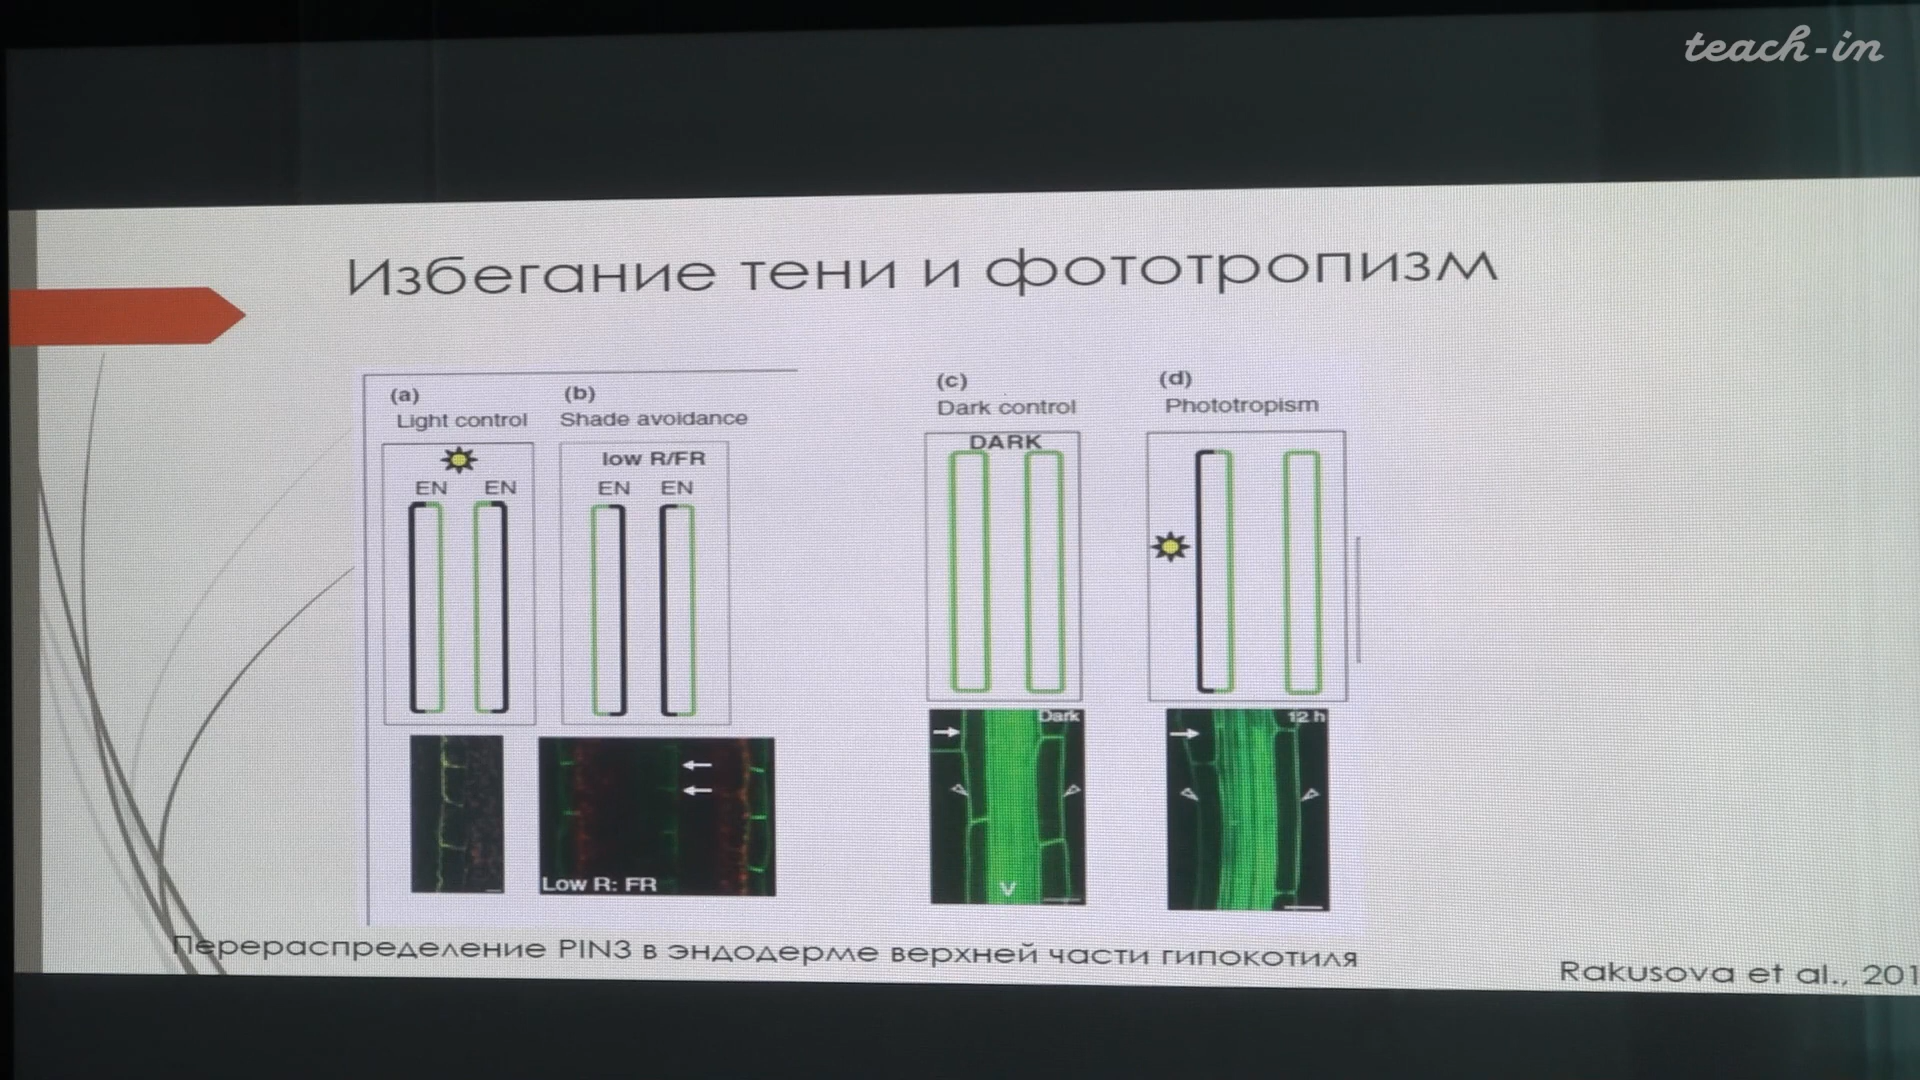 teach-in
Избегание тени и фототропизм
(a)
Light control
EN EN
(b)
Shade avoidance
low R/FR
EN EN
Low R: FR
(c)
Dark control
DARK
Dark
V
(d)
Phototropism
12 h
Перераспределение PIN3 в эндодерме верхней части гипокотиля
Rakusova et al., 201